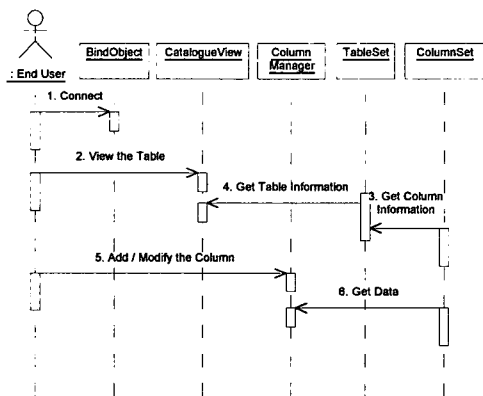 : End User
BindObject
CatalogueView
Column
Manager
TableSet
ColumnSet
1. Connect
2. View the Table
3. Get Column
Information
4. Get Table Information
5. Add / Modify the Column
6. Get Data